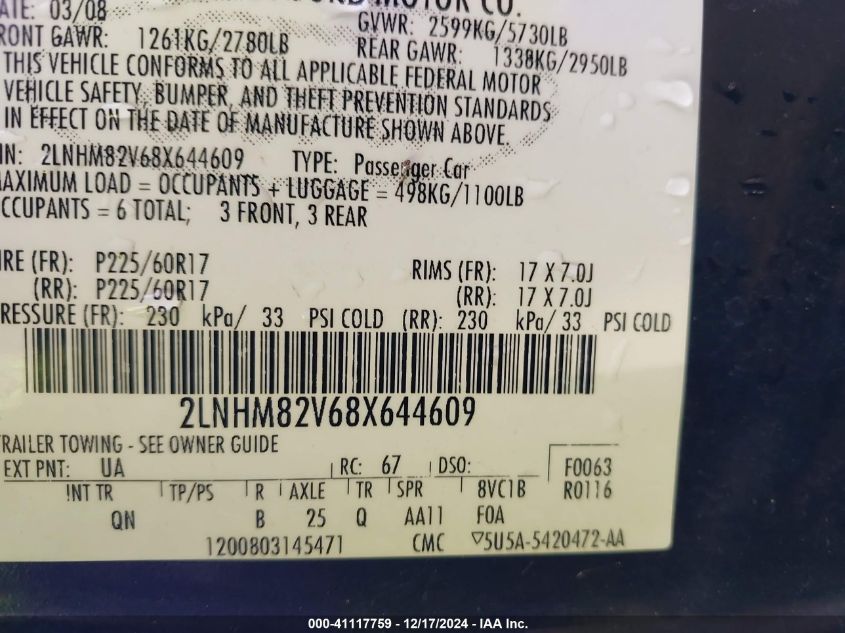 FORD MOTOR CO.
DATE: 03/08 GVWR: 2599KG/5730LB
FRONT GAWR: 1261KG/2780LB REAR GAWR: 1338KG/2950LB
THIS VEHICLE CONFORMS TO ALL APPLICABLE FEDERAL MOTOR
VEHICLE SAFETY, BUMPER, AND THEFT PREVENTION STANDARDS
IN EFFECT ON THE DATE OF MANUFACTURE SHOWN ABOVE.
VIN: 2LNHM82V68X644609 TYPE: Passenger Car
MAXIMUM LOAD = OCCUPANTS + LUGGAGE = 498KG/1100LB
OCCUPANTS = 6 TOTAL; 3 FRONT, 3 REAR
TIRE (FR): P225/60R17 RIMS (FR): 17 X 7.0J
(RR): P225/60R17 (RR): 17 X 7.0J
PRESSURE (FR): 230 kPa/ 33 PSI COLD (RR): 230 kPa/ 33 PSI COLD
2LNHM82V68X644609
TRAILER TOWING - SEE OWNER GUIDE
EXT PNT: UA RC: 67 DSO: F0063
INT TR TP/PS R AXLE TR SPR 8VC1B R0116
QN B 25 Q AA11 F0A
1200803145471 CMC ▽5U5A-5420472-AA
000-41117759 - 12/17/2024 - IAA Inc.